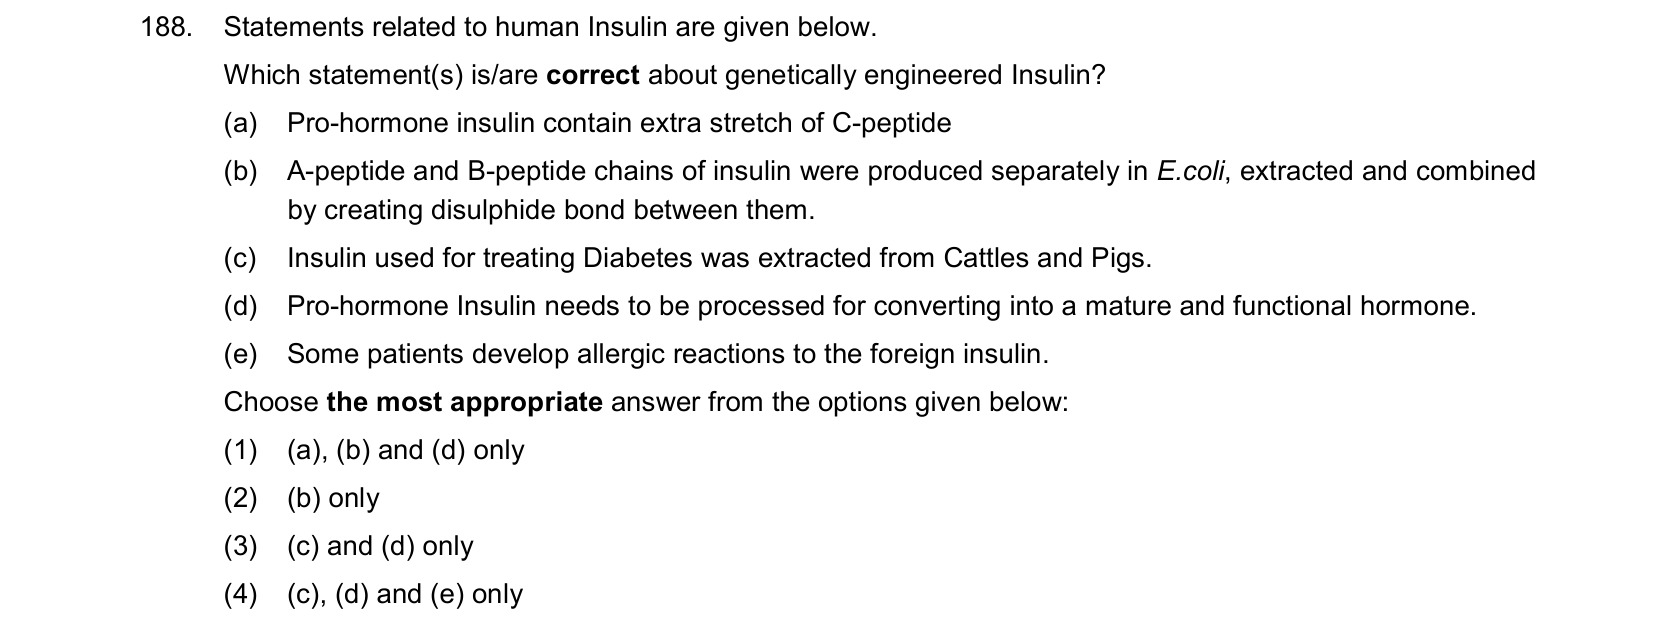 188. Statements related to human Insulin are given below.
Which statement(s) is/are correct about genetically engineered Insulin?
(a) Pro-hormone insulin contain extra stretch of C-peptide
(b) A-peptide and B-peptide chains of insulin were produced separately in E.coli, extracted and combined
by creating disulphide bond between them.
(c) Insulin used for treating Diabetes was extracted from Cattles and Pigs.
(d) Pro-hormone Insulin needs to be processed for converting into a mature and functional hormone.
(e) Some patients develop allergic reactions to the foreign insulin.
Choose the most appropriate answer from the options given below:
(1) (a), (b) and (d) only
(2) (b) only
(3) (c) and (d) only
(4) (c), (d) and (e) only